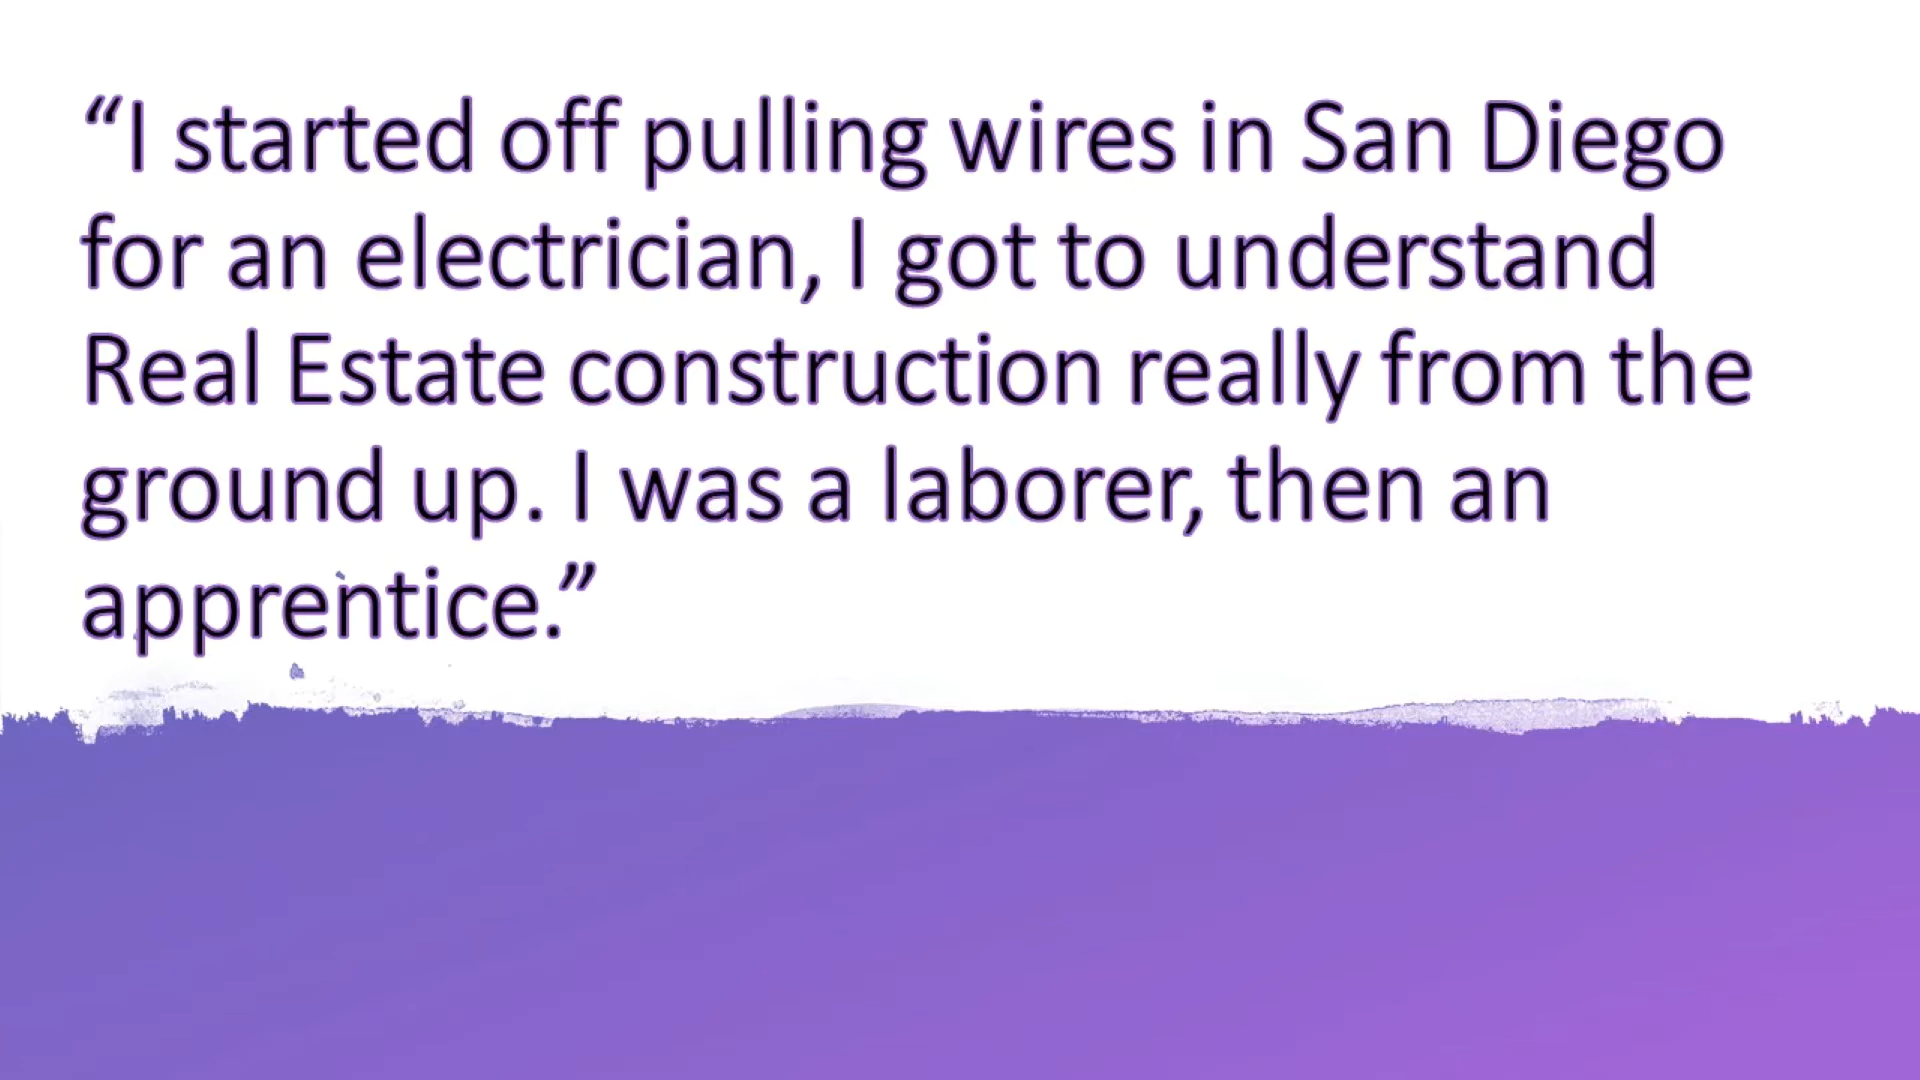 “I started off pulling wires in San Diego
for an electrician, I got to understand
Real Estate construction really from the
ground up. I was a laborer, then an
apprentice.”